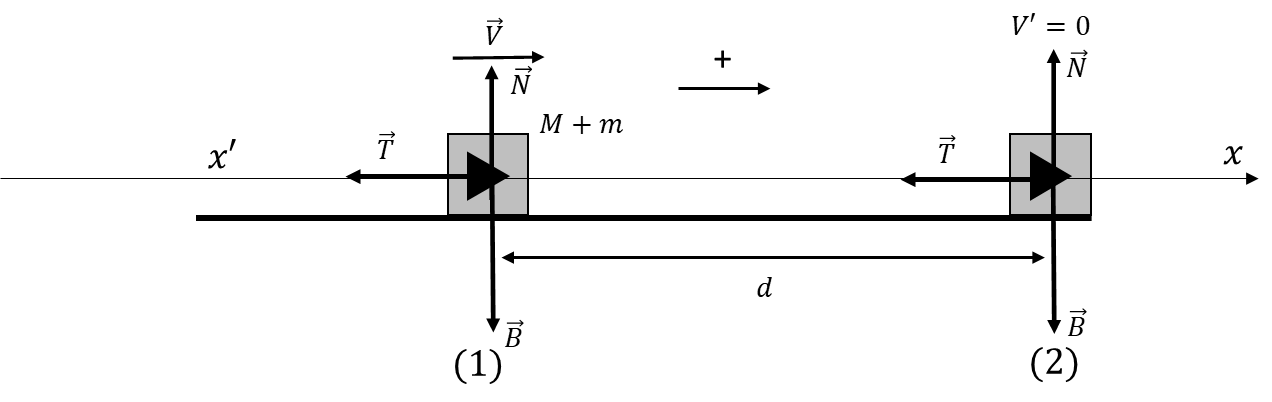 V⃗
V′ = 0
N⃗
+
N⃗
M + m
x′
T⃗
T⃗
x
d
B⃗
B⃗
(1)
(2)